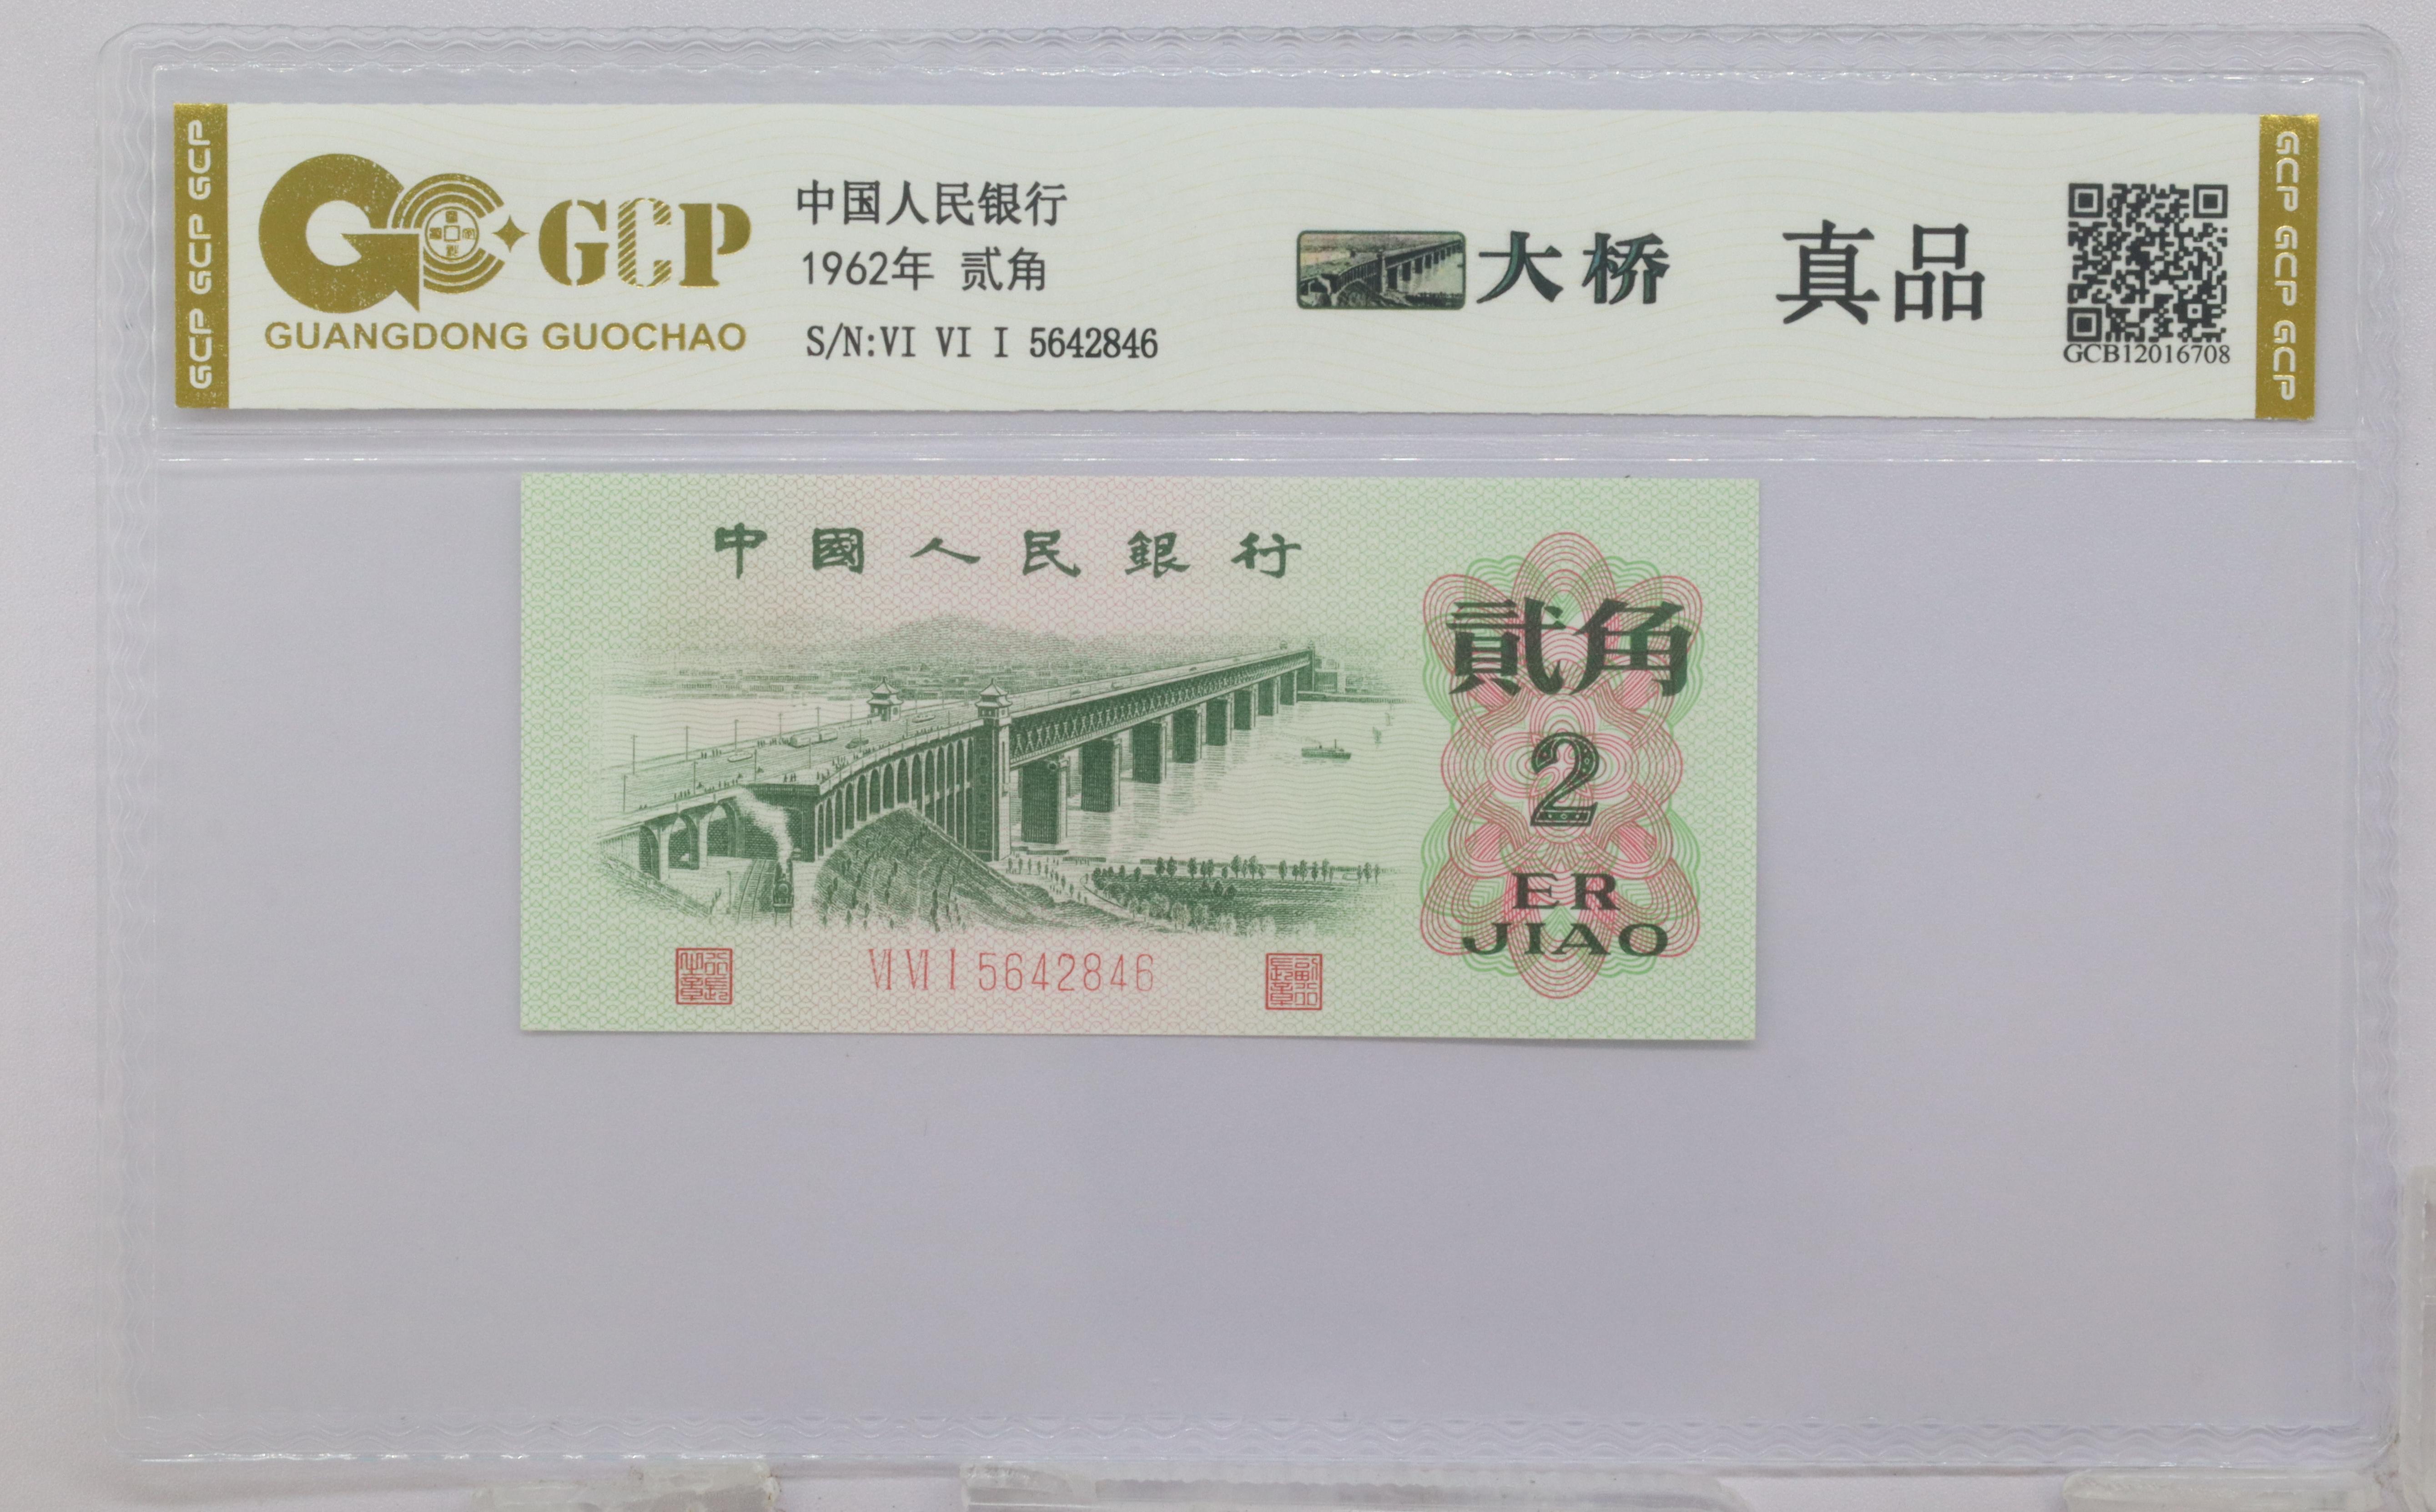 GCP GCP GCP
GCP
GUANGDONG GUOCHAO
中国人民银行
1962年 贰角
S/N:VI VI I 5642846
大桥
真品
GCB12016708
GCP GCP GCP
中國人民銀行
貳角
2
ER
JIAO
VI VI I 5642846